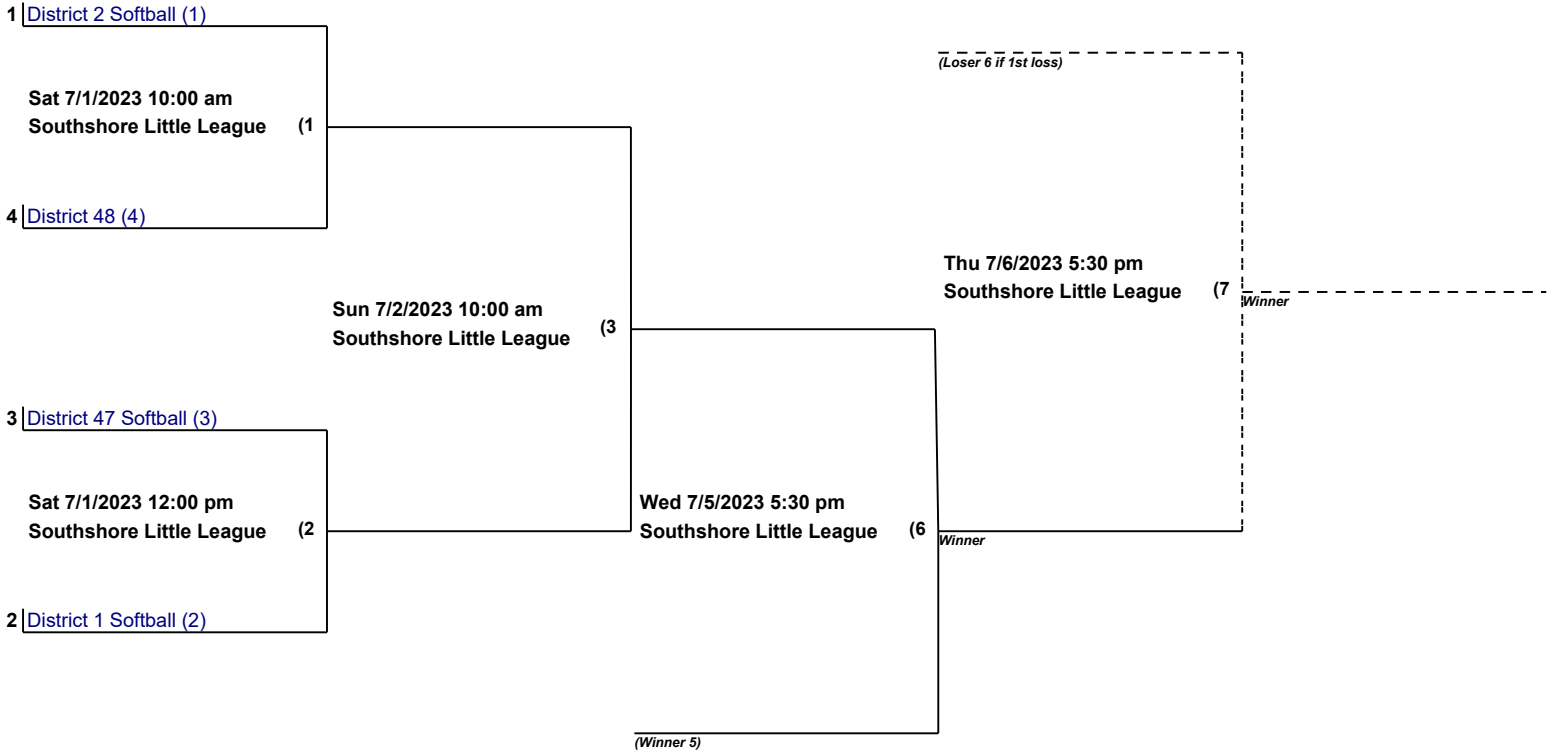 1 District 2 Softball (1)
(Loser 6 if 1st loss)
Sat 7/1/2023 10:00 am
Southshore Little League (1
4 District 48 (4)
Thu 7/6/2023 5:30 pm
Southshore Little League (7
Winner
Sun 7/2/2023 10:00 am
Southshore Little League (3
3 District 47 Softball (3)
Sat 7/1/2023 12:00 pm
Southshore Little League (2
Wed 7/5/2023 5:30 pm
Southshore Little League (6
Winner
2 District 1 Softball (2)
(Winner 5)